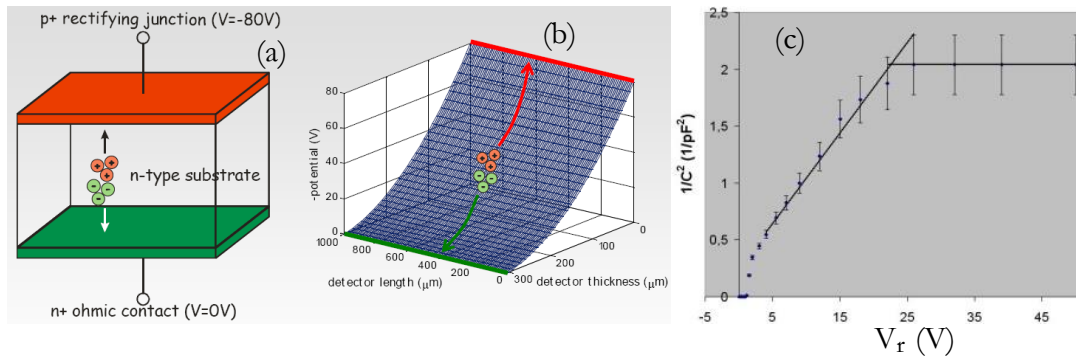 p+ rectifying junction (V=-80V)
(a)
n-type substrate
n+ ohmic contact (V=0V)
(b)
-potential (V)
80
60
40
20
0
1000
800
600
400
200
0
detector length (μm)
0
100
200
300
detector thickness (μm)
(c)
1/C² (1/pF²)
2,5
2
1,5
1
0,5
0
-5
5
15
25
35
45
Vᵣ (V)